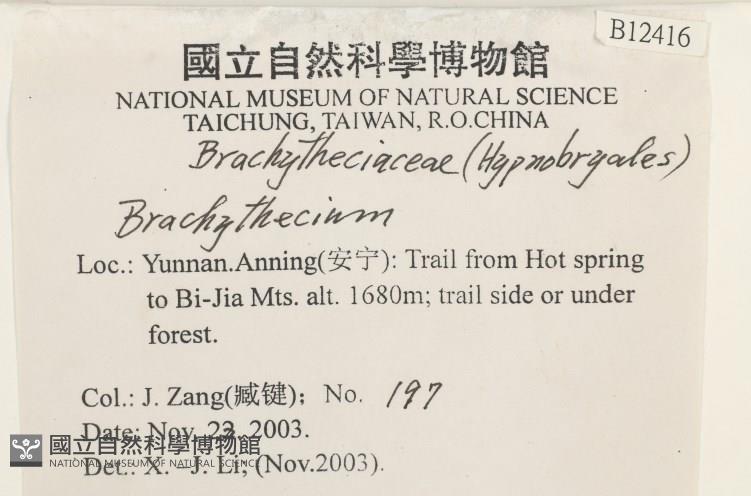 B12416
國立自然科學博物館
NATIONAL MUSEUM OF NATURAL SCIENCE
TAICHUNG, TAIWAN, R.O.CHINA
Brachytheciaceae (Hypnobryales)
Brachythecium
Loc.: Yunnan.Anning(安宁): Trail from Hot spring
to Bi-Jia Mts. alt. 1680m; trail side or under
forest.
Col.: J. Zang(臧键); No. 197
Date: Nov. 2003.
國立自然科學博物館
NATIONAL MUSEUM OF NATURAL SCIENCE
Det.: X. -J. Li, (Nov.2003).